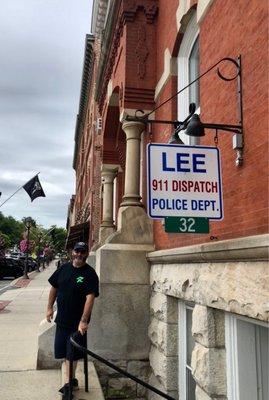 LEE
911 DISPATCH
POLICE DEPT.
32